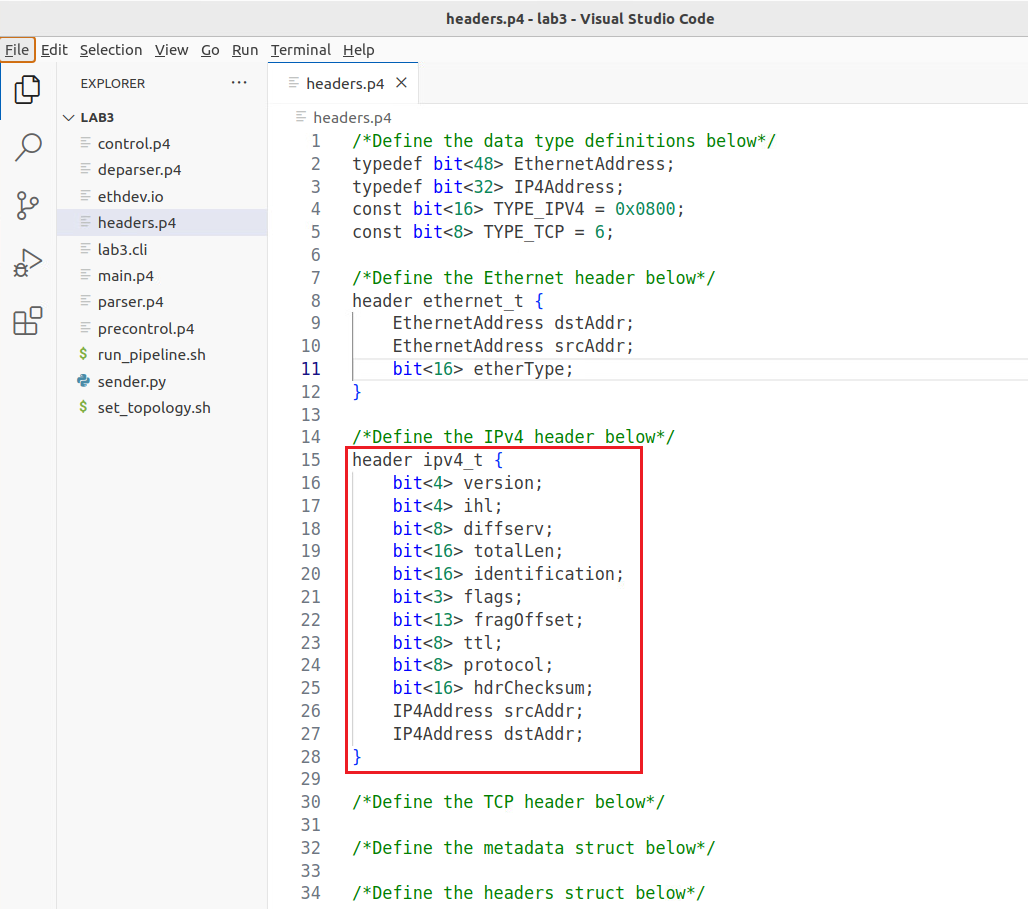 headers.p4 - lab3 - Visual Studio Code
File Edit Selection View Go Run Terminal Help
EXPLORER ···
LAB3
control.p4
deparser.p4
ethdev.io
headers.p4
lab3.cli
main.p4
parser.p4
precontrol.p4
$ run_pipeline.sh
sender.py
$ set_topology.sh
headers.p4 ×
headers.p4
1 /*Define the data type definitions below*/
2 typedef bit<48> EthernetAddress;
3 typedef bit<32> IP4Address;
4 const bit<16> TYPE_IPV4 = 0x0800;
5 const bit<8> TYPE_TCP = 6;
6
7 /*Define the Ethernet header below*/
8 header ethernet_t {
9     EthernetAddress dstAddr;
10     EthernetAddress srcAddr;
11     bit<16> etherType;
12 }
13
14 /*Define the IPv4 header below*/
15 header ipv4_t {
16     bit<4> version;
17     bit<4> ihl;
18     bit<8> diffserv;
19     bit<16> totalLen;
20     bit<16> identification;
21     bit<3> flags;
22     bit<13> fragOffset;
23     bit<8> ttl;
24     bit<8> protocol;
25     bit<16> hdrChecksum;
26     IP4Address srcAddr;
27     IP4Address dstAddr;
28 }
29
30 /*Define the TCP header below*/
31
32 /*Define the metadata struct below*/
33
34 /*Define the headers struct below*/